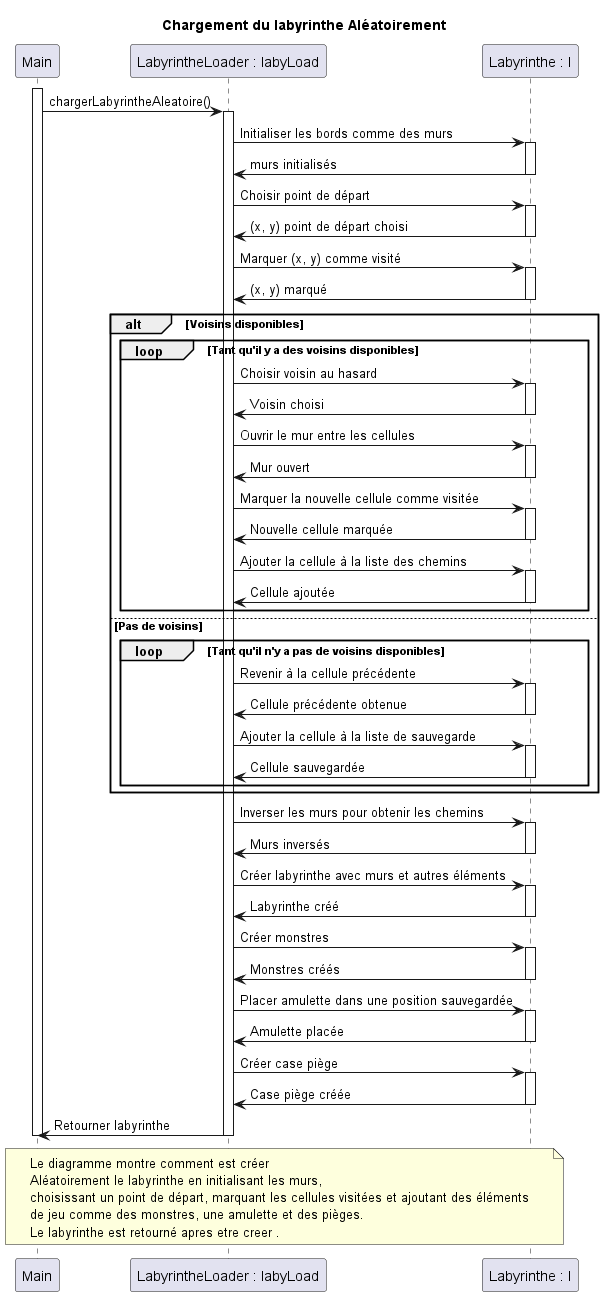 Chargement du labyrinthe Aléatoirement
Main
LabyrintheLoader : labyLoad
Labyrinthe : l
chargerLabyrintheAleatoire()
Initialiser les bords comme des murs
murs initialisés
Choisir point de départ
(x, y) point de départ choisi
Marquer (x, y) comme visité
(x, y) marqué
alt [Voisins disponibles]
loop [Tant qu'il y a des voisins disponibles]
Choisir voisin au hasard
Voisin choisi
Ouvrir le mur entre les cellules
Mur ouvert
Marquer la nouvelle cellule comme visitée
Nouvelle cellule marquée
Ajouter la cellule à la liste des chemins
Cellule ajoutée
[Pas de voisins]
loop [Tant qu'il n'y a pas de voisins disponibles]
Revenir à la cellule précédente
Cellule précédente obtenue
Ajouter la cellule à la liste de sauvegarde
Cellule sauvegardée
Inverser les murs pour obtenir les chemins
Murs inversés
Créer labyrinthe avec murs et autres éléments
Labyrinthe créé
Créer monstres
Monstres créés
Placer amulette dans une position sauvegardée
Amulette placée
Créer case piège
Case piège créée
Retourner labyrinthe
Le diagramme montre comment est créer
Aléatoirement le labyrinthe en initialisant les murs,
choisissant un point de départ, marquant les cellules visitées et ajoutant des éléments
de jeu comme des monstres, une amulette et des pièges.
Le labyrinthe est retourné apres etre creer .
Main
LabyrintheLoader : labyLoad
Labyrinthe : l